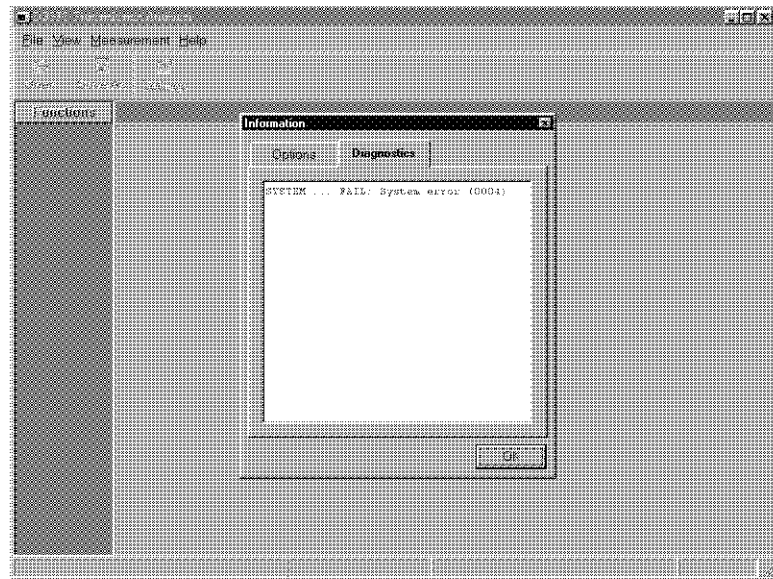 File View Measurement Help
Functions
Information
Options Diagnostics
SYSTEM ... FAIL: System error (0004)
OK